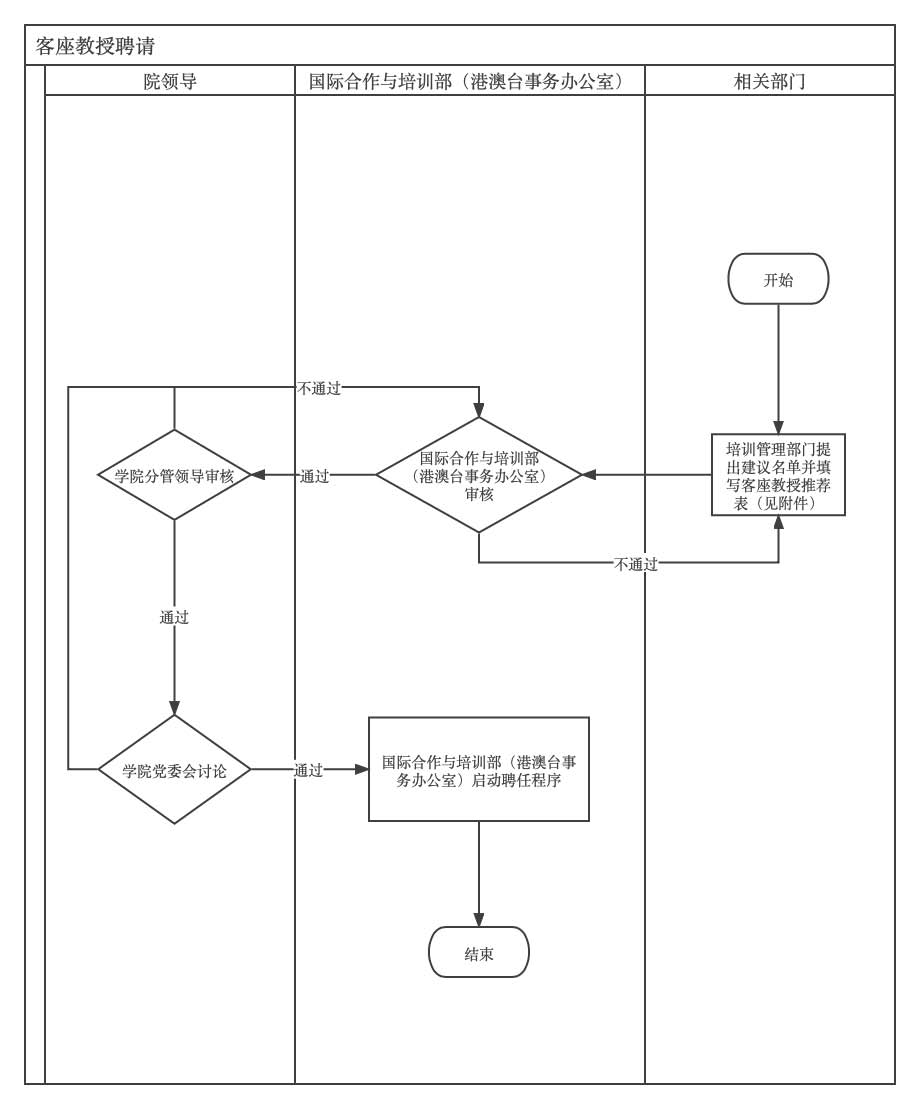 客座教授聘请
院领导
国际合作与培训部（港澳台事务办公室）
相关部门
开始
不通过
培训管理部门提
出建议名单并填
写客座教授推荐
表（见附件）
国际合作与培训部
（港澳台事务办公室）
审核
通过
学院分管领导审核
不通过
通过
学院党委会讨论
通过
国际合作与培训部（港澳台事
务办公室）启动聘任程序
结束